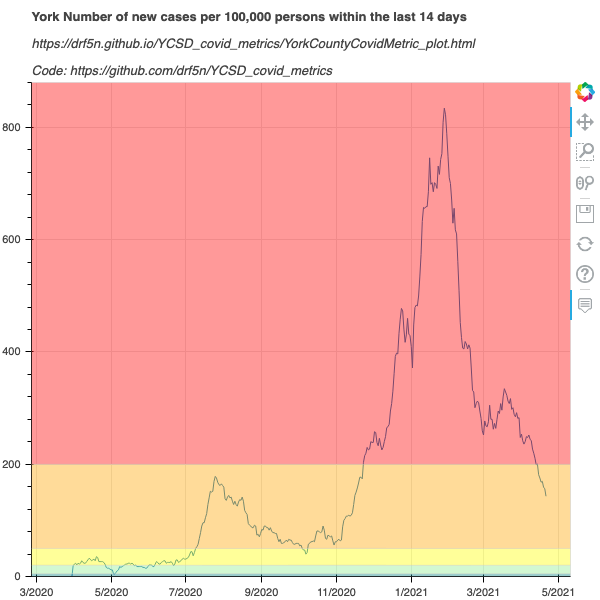 York Number of new cases per 100,000 persons within the last 14 days
https://drf5n.github.io/YCSD_covid_metrics/YorkCountyCovidMetric_plot.html
Code: https://github.com/drf5n/YCSD_covid_metrics
800
600
400
200
0
3/2020 5/2020 7/2020 9/2020 11/2020 1/2021 3/2021 5/2021